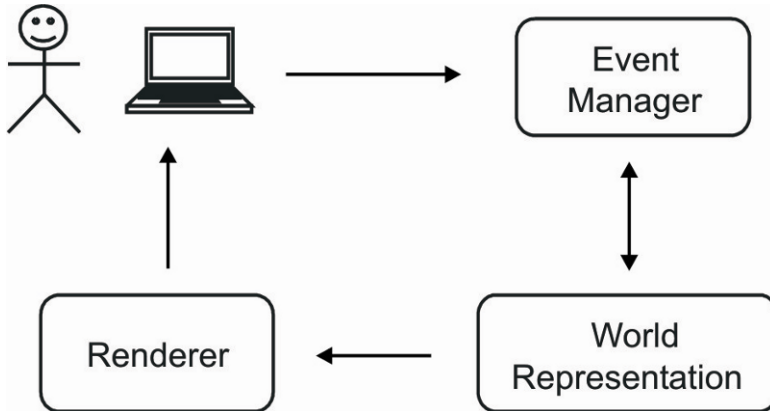 Event
Manager
Renderer
World
Representation